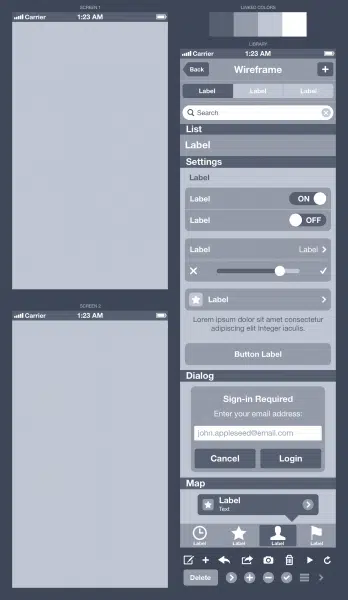 SCREEN 1
Carrier 1:23 AM
SCREEN 2
Carrier 1:23 AM
LINKED COLORS
LIBRARY
Carrier 1:23 AM
Back Wireframe +
Label Label Label
Search
List
Label
Settings
Label
Label ON
Label OFF
Label Label
Label
Lorem ipsum dolor sit amet consectetur
adipiscing elit integer iaculis.
Button Label
Dialog
Sign-in Required
Enter your email address:
john.appleseed@email.com
Cancel Login
Map
Label
Text
Label Label Label Label
Delete